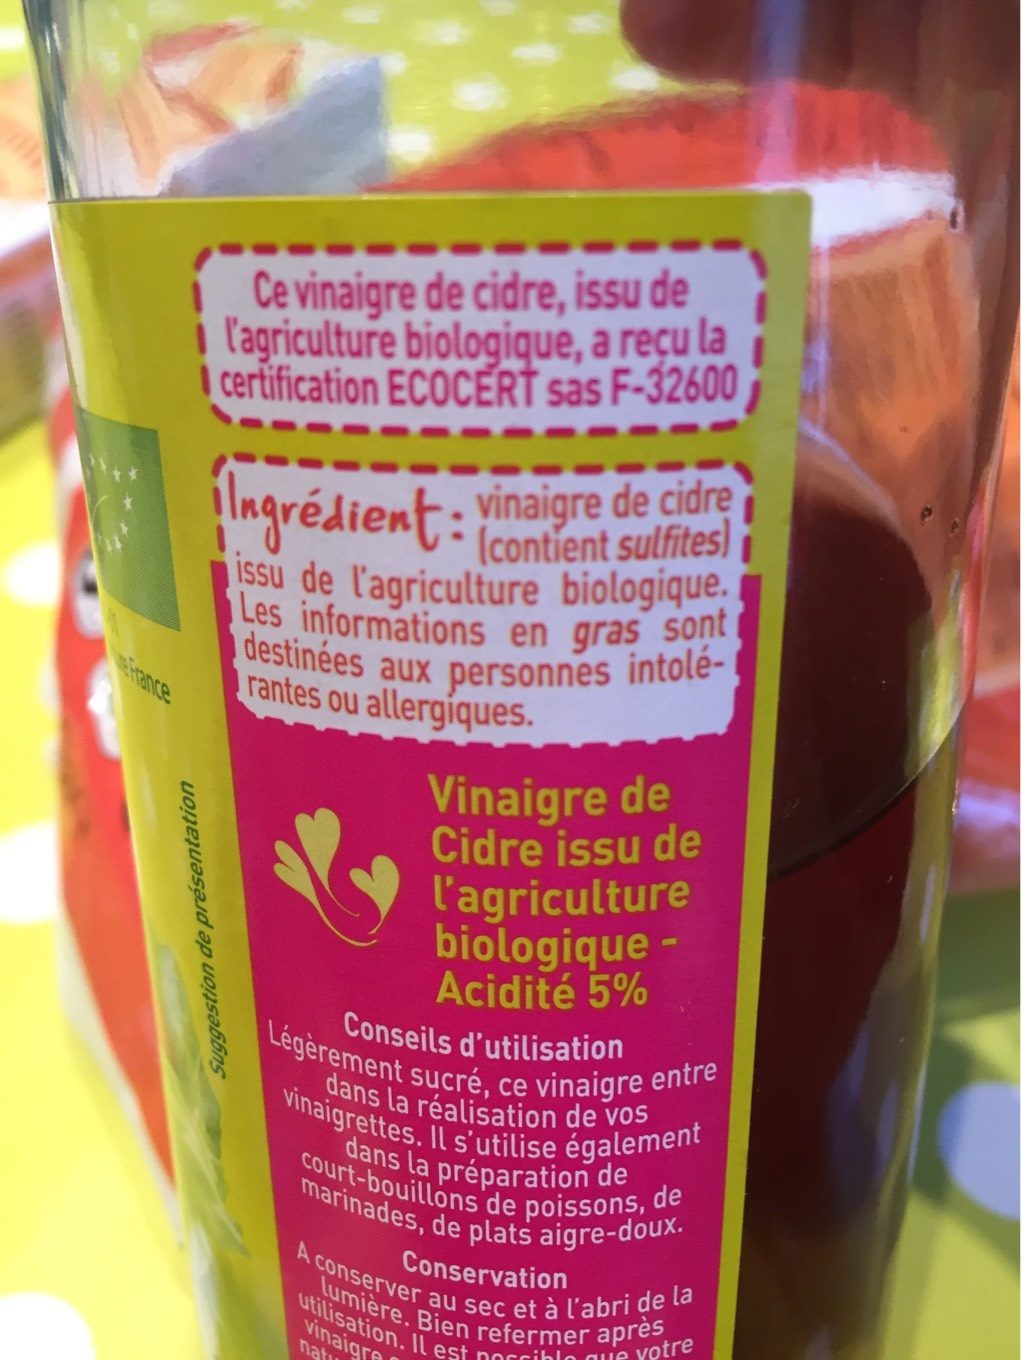 Ce vinaigre de cidre, issu de
l'agriculture biologique, a reçu la
certification ECOCERT sas F-32600
Ingrédient : vinaigre de cidre
(contient sulfites)
issu de l'agriculture biologique.
Les informations en gras sont
destinées aux personnes intolé-
rantes ou allergiques.
France
Suggestion de présentation
Vinaigre de
Cidre issu de
l'agriculture
biologique -
Acidité 5%
Conseils d'utilisation
Légèrement sucré, ce vinaigre entre
dans la réalisation de vos
vinaigrettes. Il s'utilise également
dans la préparation de
court-bouillons de poissons, de
marinades, de plats aigre-doux.
Conservation
A conserver au sec et à l'abri de la
lumière. Bien refermer après
utilisation. Il est possible que votre
vinaigre